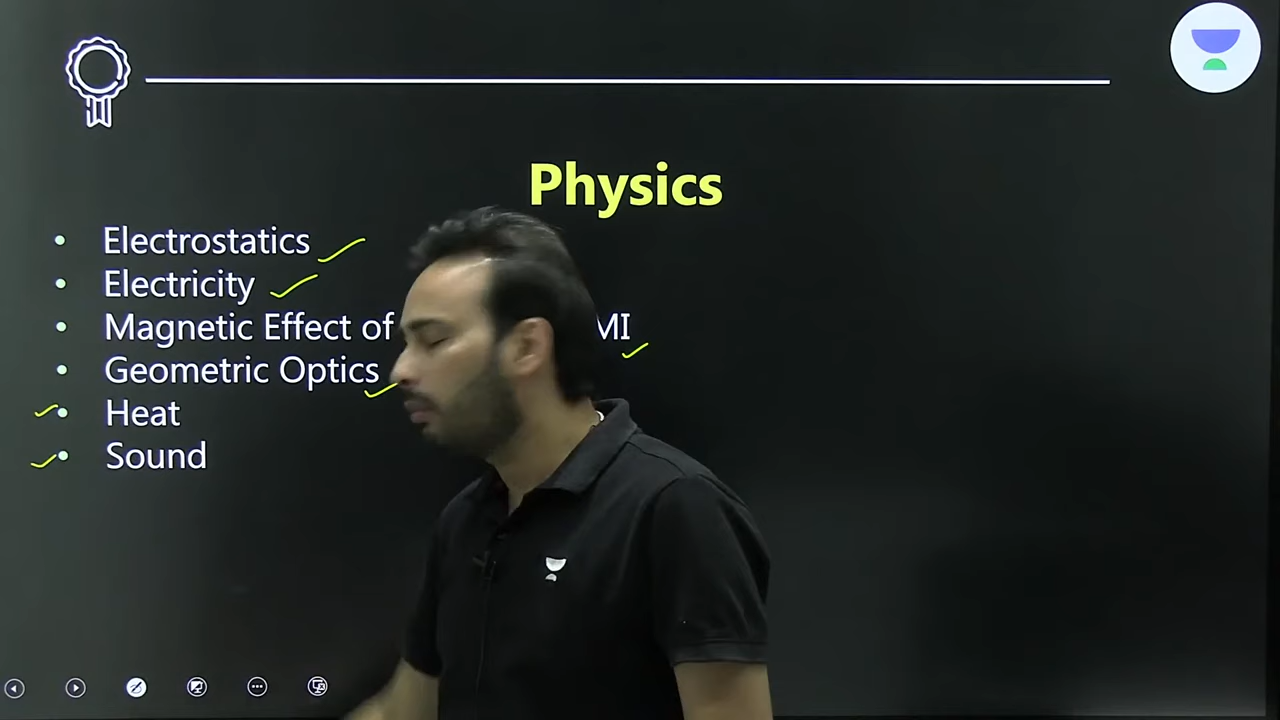 Physics
• Electrostatics
• Electricity
• Magnetic Effect of MI
• Geometric Optics
• Heat
• Sound